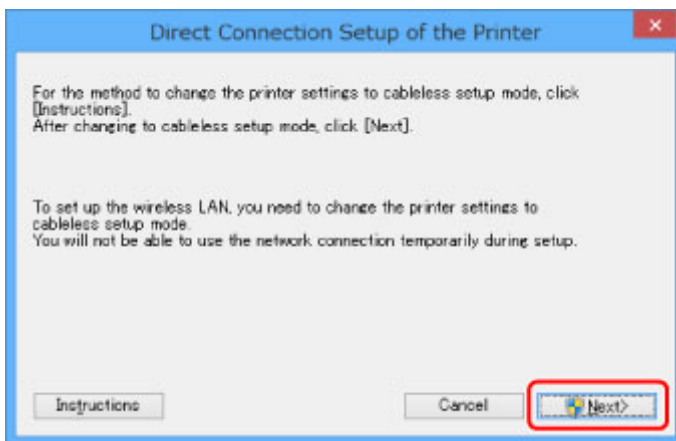 Direct Connection Setup of the Printer
For the method to change the printer settings to cableless setup mode, click
[Instructions].
After changing to cableless setup mode, click [Next].
To set up the wireless LAN, you need to change the printer settings to
cableless setup mode.
You will not be able to use the network connection temporarily during setup.
Instructions
Cancel
Next>